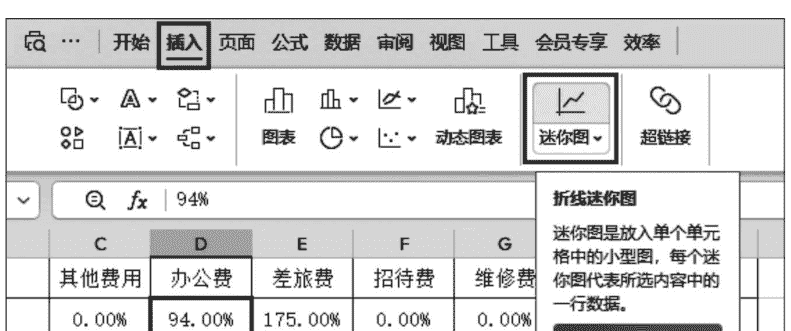 ··· 开始 插入 页面 公式 数据 审阅 视图 工具 会员专享 效率
图表 动态图表 迷你图 超链接
fx 94%
折线迷你图
迷你图是放入单个单元
格中的小型图，每个迷
你图代表所选内容中的
一行数据。
C D E F G
其他费用 办公费 差旅费 招待费 维修费
0.00% 94.00% 175.00% 0.00% 0.00%